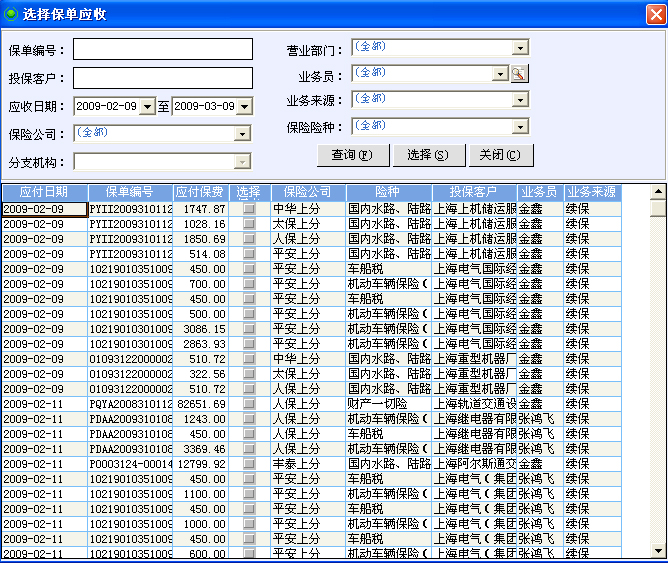 选择保单应收
保单编号： 营业部门： (全部)
投保客户： 业务员： (全部)
应收日期： 2009-02-09 至 2009-03-09 业务来源： (全部)
保险公司： (全部) 保险险种： (全部)
分支机构： 查询(F) 选择(S) 关闭(C)
应付日期 保单编号 应付保费 选择 保险公司 险种 投保客户 业务员 业务来源
2009-02-09 PYII2009310112 1747.87 中华上分 国内水路、陆路 上海上机储运服 金鑫 续保
2009-02-09 PYII2009310112 1028.16 太保上分 国内水路、陆路 上海上机储运服 金鑫 续保
2009-02-09 PYII2009310112 1850.69 人保上分 国内水路、陆路 上海上机储运服 金鑫 续保
2009-02-09 PYII2009310112 514.08 平安上分 国内水路、陆路 上海上机储运服 金鑫 续保
2009-02-09 10219010351009 450.00 平安上分 车船税 上海电气国际经 金鑫 续保
2009-02-09 10219010351009 700.00 平安上分 机动车辆保险( 上海电气国际经 金鑫 续保
2009-02-09 10219010351009 450.00 平安上分 车船税 上海电气国际经 金鑫 续保
2009-02-09 10219010351009 500.00 平安上分 机动车辆保险( 上海电气国际经 金鑫 续保
2009-02-09 10219010301009 3086.15 平安上分 机动车辆保险( 上海电气国际经 金鑫 续保
2009-02-09 10219010301009 2863.93 平安上分 机动车辆保险( 上海电气国际经 金鑫 续保
2009-02-09 01093122000002 510.72 中华上分 国内水路、陆路 上海重型机器厂 金鑫 续保
2009-02-09 01093122000002 322.56 太保上分 国内水路、陆路 上海重型机器厂 金鑫 续保
2009-02-09 01093122000002 510.72 人保上分 国内水路、陆路 上海重型机器厂 金鑫 续保
2009-02-11 PQYA2008310112 82651.69 人保上分 财产一切险 上海轨道交通设 金鑫 续保
2009-02-11 PDAA2009310108 1243.00 人保上分 机动车辆保险( 上海继电器有限 张鸿飞 续保
2009-02-11 PDAA2009310108 450.00 人保上分 车船税 上海继电器有限 张鸿飞 续保
2009-02-11 PDAA2009310108 3369.46 人保上分 机动车辆保险( 上海继电器有限 张鸿飞 续保
2009-02-11 P0003124-00014 12799.92 丰泰上分 国内水路、陆路 上海阿尔斯通交 金鑫 续保
2009-02-11 10219010351009 450.00 平安上分 车船税 上海电气(集团 张鸿飞 续保
2009-02-11 10219010351009 1100.00 平安上分 机动车辆保险( 上海电气(集团 张鸿飞 续保
2009-02-11 10219010351009 450.00 平安上分 车船税 上海电气(集团 张鸿飞 续保
2009-02-11 10219010351009 1000.00 平安上分 机动车辆保险( 上海电气(集团 张鸿飞 续保
2009-02-11 10219010351009 450.00 平安上分 车船税 上海电气(集团 张鸿飞 续保
2009-02-11 10219010351009 600.00 平安上分 机动车辆保险( 上海电气(集团 张鸿飞 续保